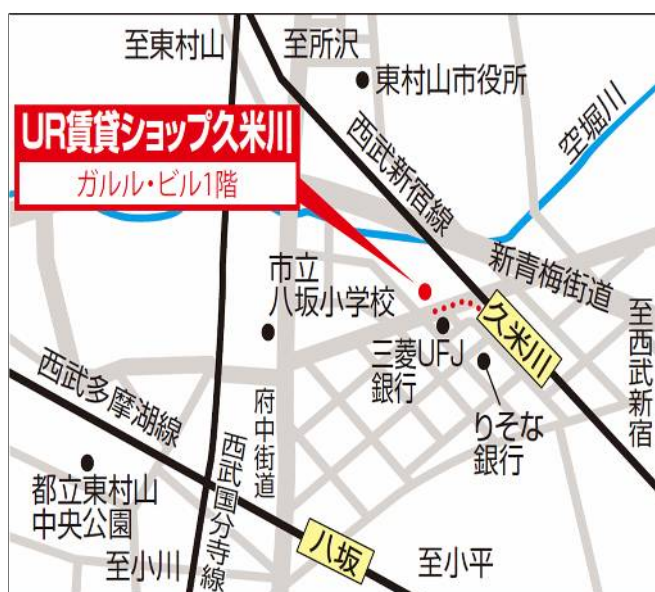 至東村山
至所沢
東村山市役所
UR賃貸ショップ久米川
ガルル・ビル1階
西武新宿線
空堀川
新青梅街道
市立
八坂小学校
久米川
至西武新宿
三菱UFJ
銀行
りそな
銀行
西武多摩湖線
府中街道
西武国分寺線
都立東村山
中央公園
八坂
至小川
至小平